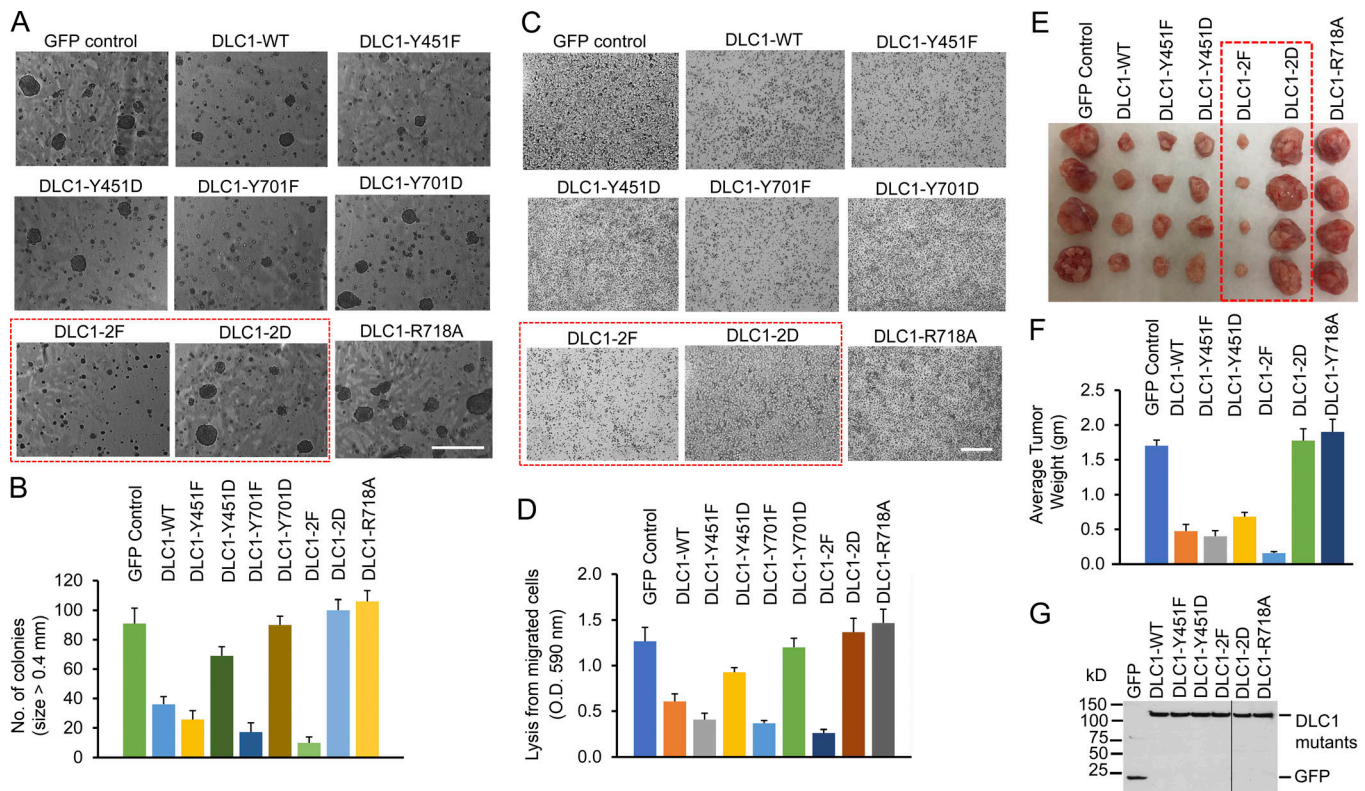 A
GFP control
DLC1-WT
DLC1-Y451F
DLC1-Y451D
DLC1-Y701F
DLC1-Y701D
DLC1-2F
DLC1-2D
DLC1-R718A
B
GFP Control
DLC1-WT
DLC1-Y451F
DLC1-Y451D
DLC1-Y701F
DLC1-Y701D
DLC1-2F
DLC1-2D
DLC1-R718A
No. of colonies
(size > 0.4 mm)
120
100
80
60
40
20
0
C
GFP control
DLC1-WT
DLC1-Y451F
DLC1-Y451D
DLC1-Y701F
DLC1-Y701D
DLC1-2F
DLC1-2D
DLC1-R718A
D
GFP Control
DLC1-WT
DLC1-Y451F
DLC1-Y451D
DLC1-Y701F
DLC1-Y701D
DLC1-2F
DLC1-2D
DLC1-R718A
Lysis from migrated cells
(O.D. 590 nm)
1.5
1.0
0.5
0.0
E
GFP Control
DLC1-WT
DLC1-Y451F
DLC1-Y451D
DLC1-2F
DLC1-2D
DLC1-R718A
F
GFP Control
DLC1-WT
DLC1-Y451F
DLC1-Y451D
DLC1-2F
DLC1-2D
DLC1-Y718A
Average Tumor
Weight (gm)
2.5
2.0
1.5
1.0
0.5
0.0
G
kD
GFP
DLC1-WT
DLC1-Y451F
DLC1-Y451D
DLC1-2F
DLC1-2D
DLC1-R718A
150
100
75
50
25
DLC1
mutants
GFP